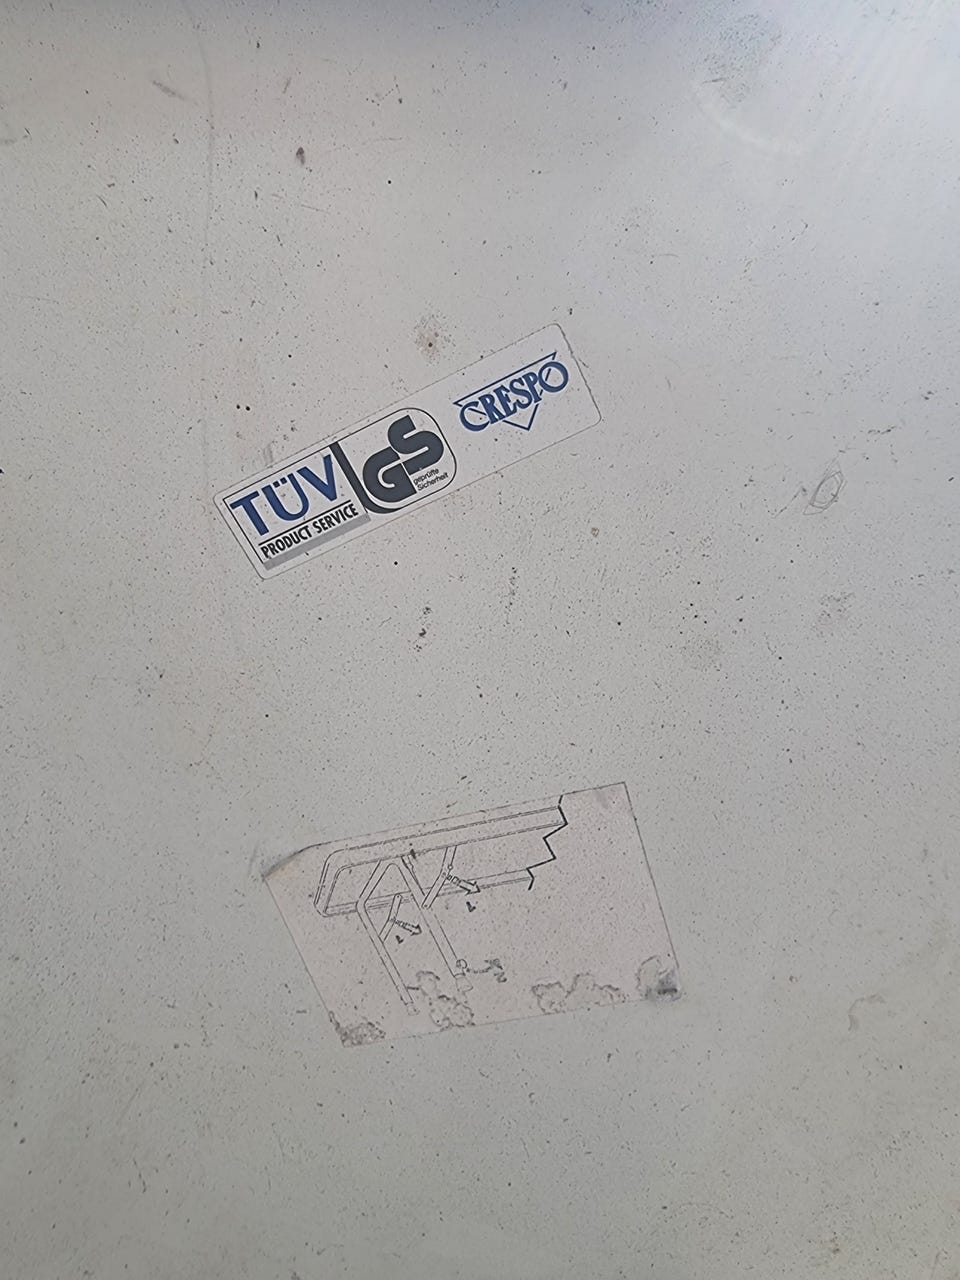 TÜV
PRODUCT SERVICE
GS
geprüfte
Sicherheit
CRESPO